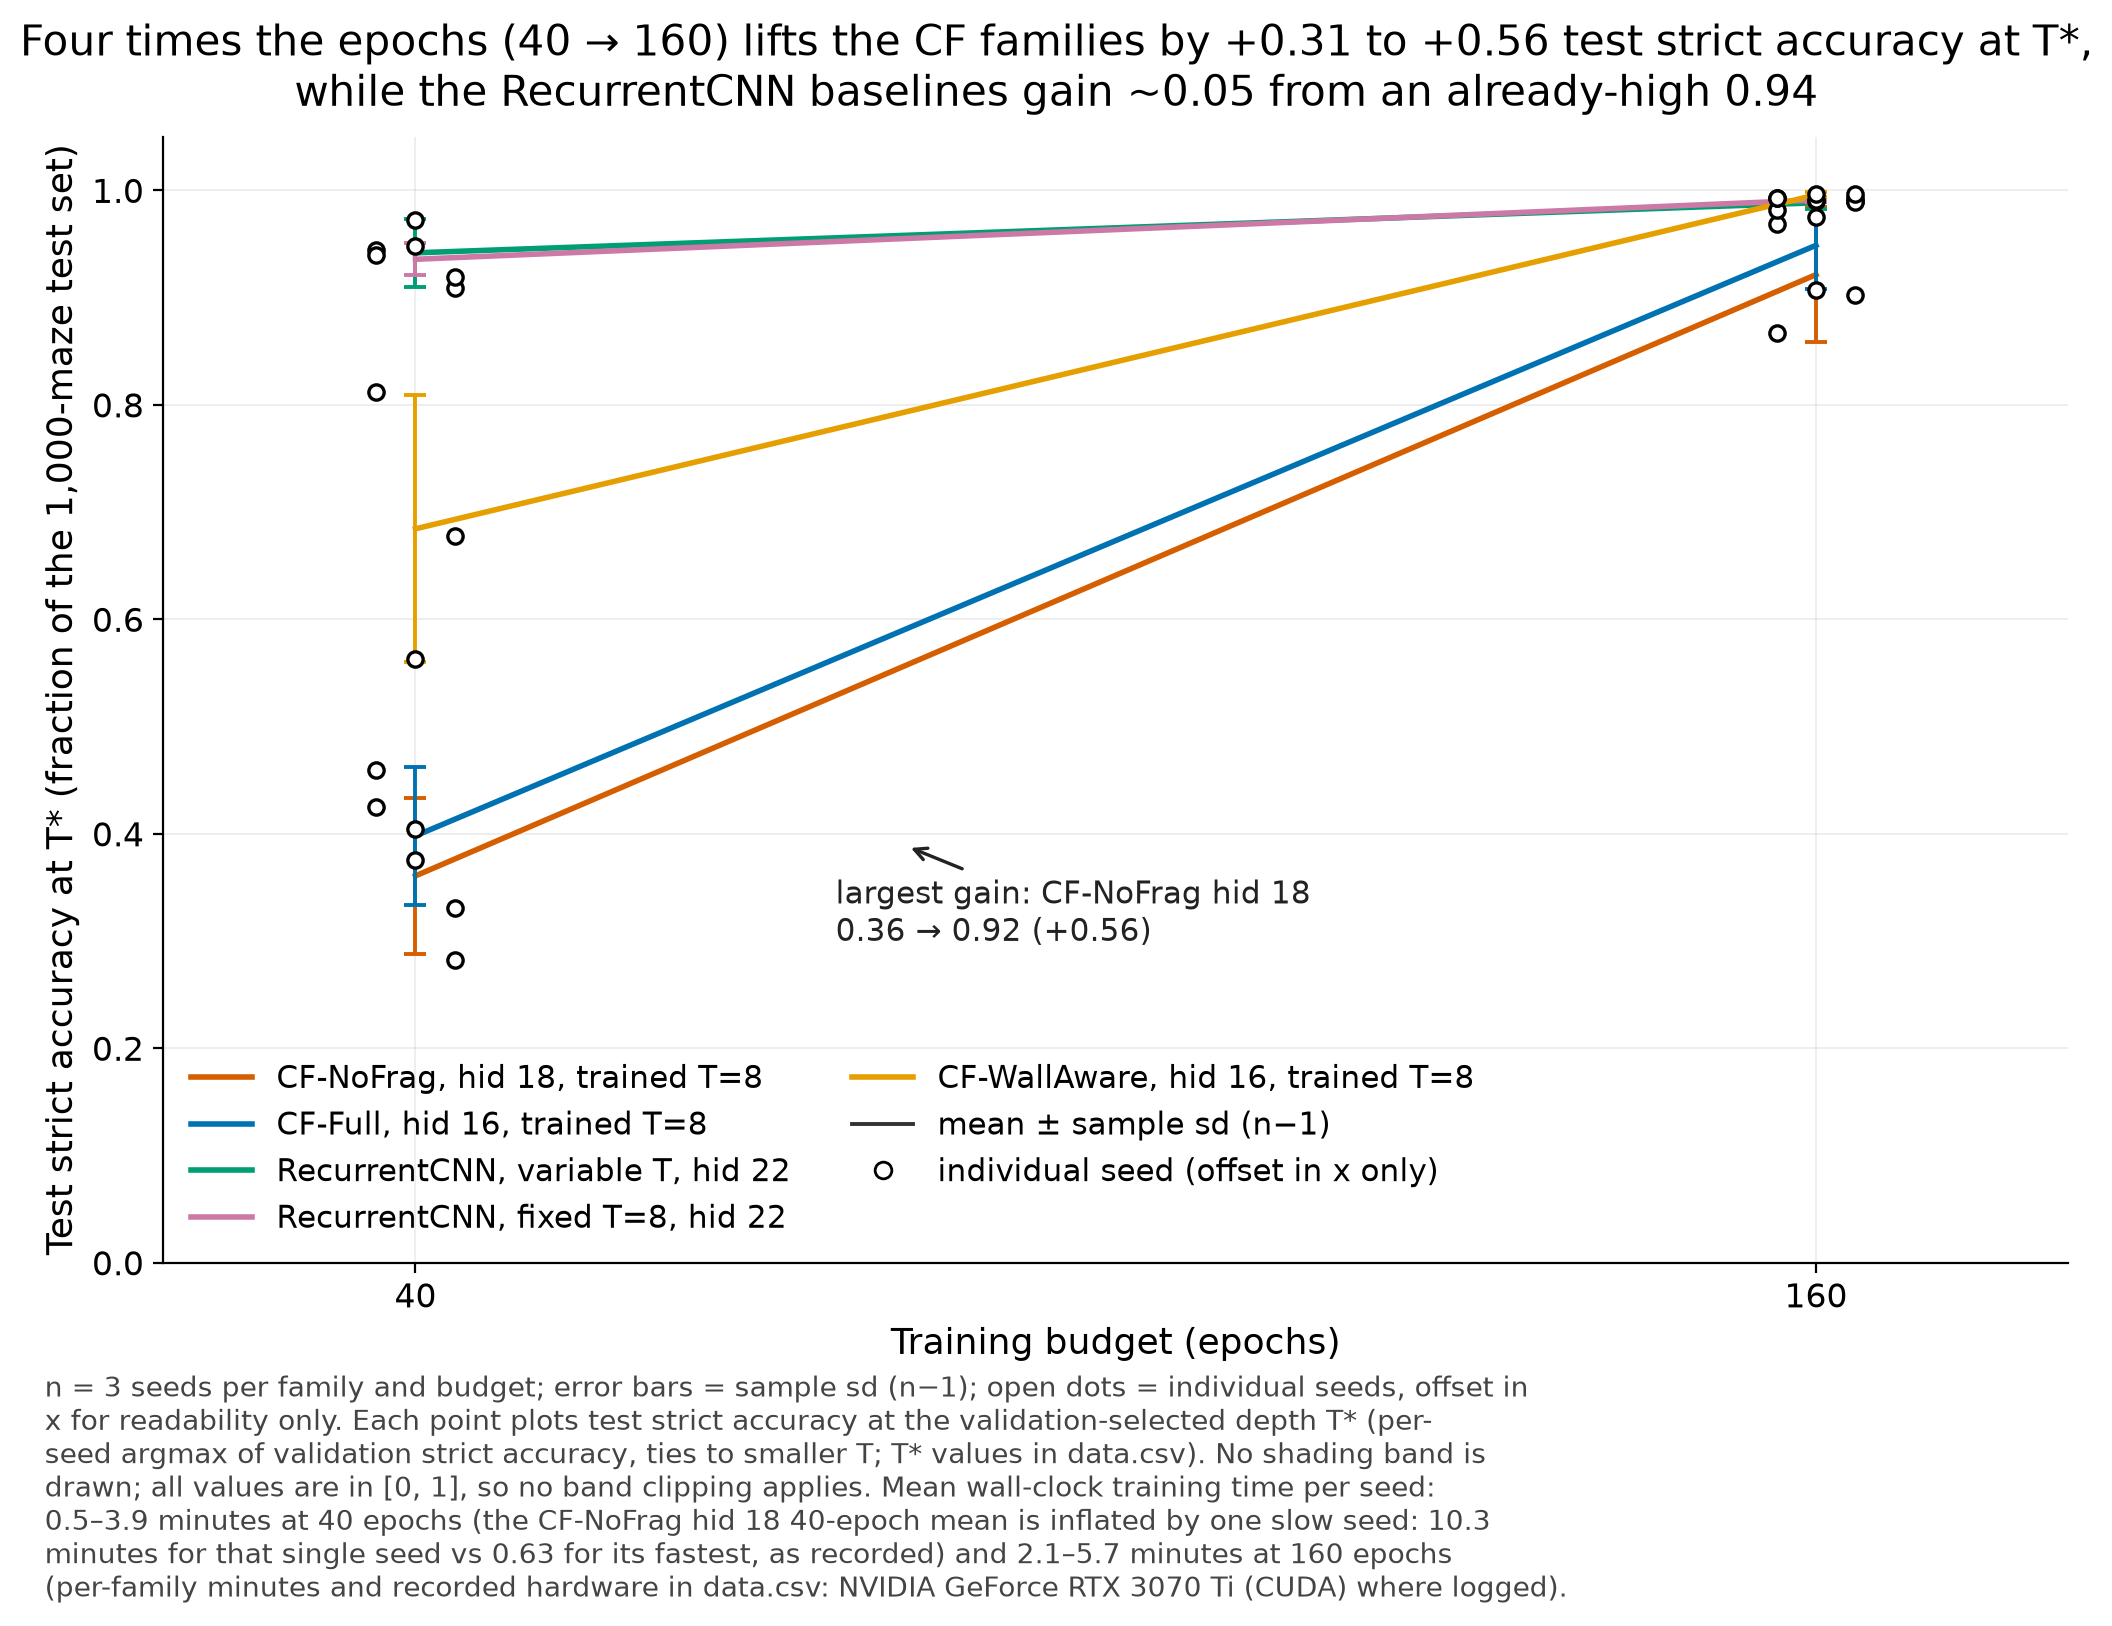 Four times the epochs (40 → 160) lifts the CF families by +0.31 to +0.56 test strict accuracy at T*,
while the RecurrentCNN baselines gain ~0.05 from an already-high 0.94
Test strict accuracy at T* (fraction of the 1,000-maze test set)
1.0
0.8
0.6
0.4
0.2
0.0
largest gain: CF-NoFrag hid 18
0.36 → 0.92 (+0.56)
CF-NoFrag, hid 18, trained T=8
CF-Full, hid 16, trained T=8
RecurrentCNN, variable T, hid 22
RecurrentCNN, fixed T=8, hid 22
CF-WallAware, hid 16, trained T=8
mean ± sample sd (n−1)
individual seed (offset in x only)
40
160
Training budget (epochs)
n = 3 seeds per family and budget; error bars = sample sd (n−1); open dots = individual seeds, offset in
x for readability only. Each point plots test strict accuracy at the validation-selected depth T* (per-
seed argmax of validation strict accuracy, ties to smaller T; T* values in data.csv). No shading band is
drawn; all values are in [0, 1], so no band clipping applies. Mean wall-clock training time per seed:
0.5–3.9 minutes at 40 epochs (the CF-NoFrag hid 18 40-epoch mean is inflated by one slow seed: 10.3
minutes for that single seed vs 0.63 for its fastest, as recorded) and 2.1–5.7 minutes at 160 epochs
(per-family minutes and recorded hardware in data.csv: NVIDIA GeForce RTX 3070 Ti (CUDA) where logged).